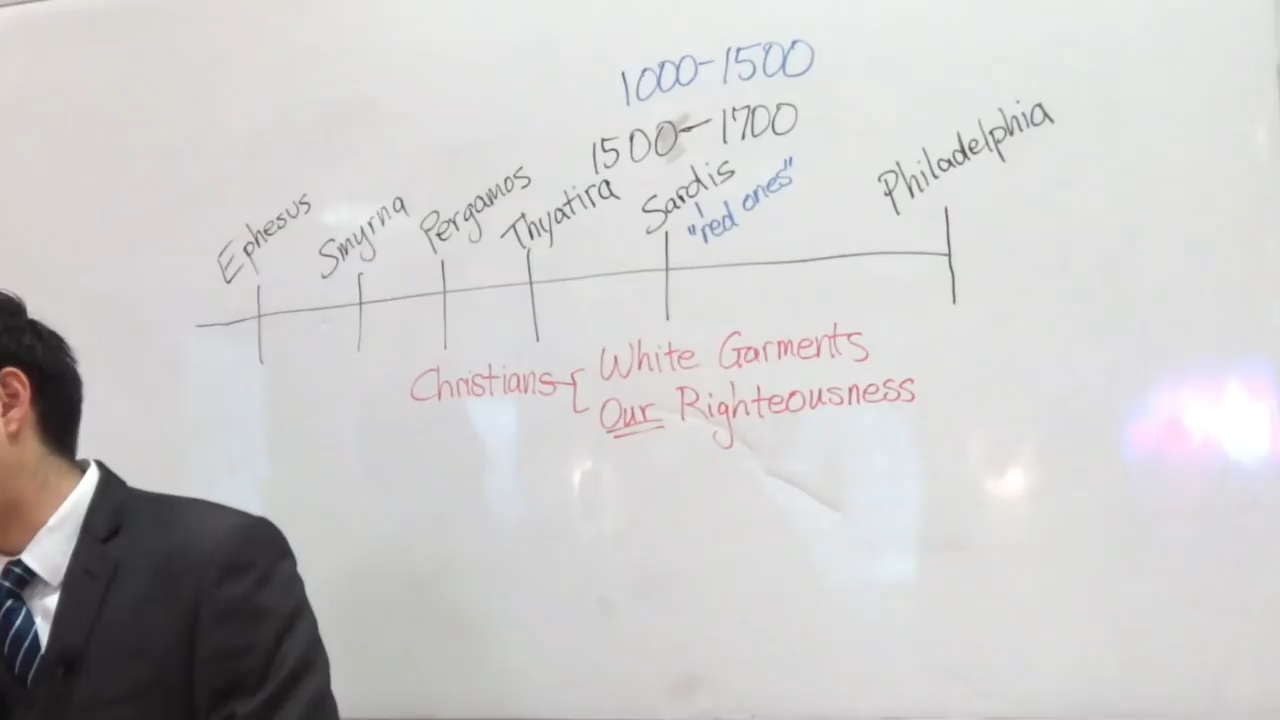 1000-1500
1500-1700
Ephesus
Smyrna
Pergamos
Thyatira
Sardis
"red ones"
Philadelphia
Christians { White Garments
Our Righteousness